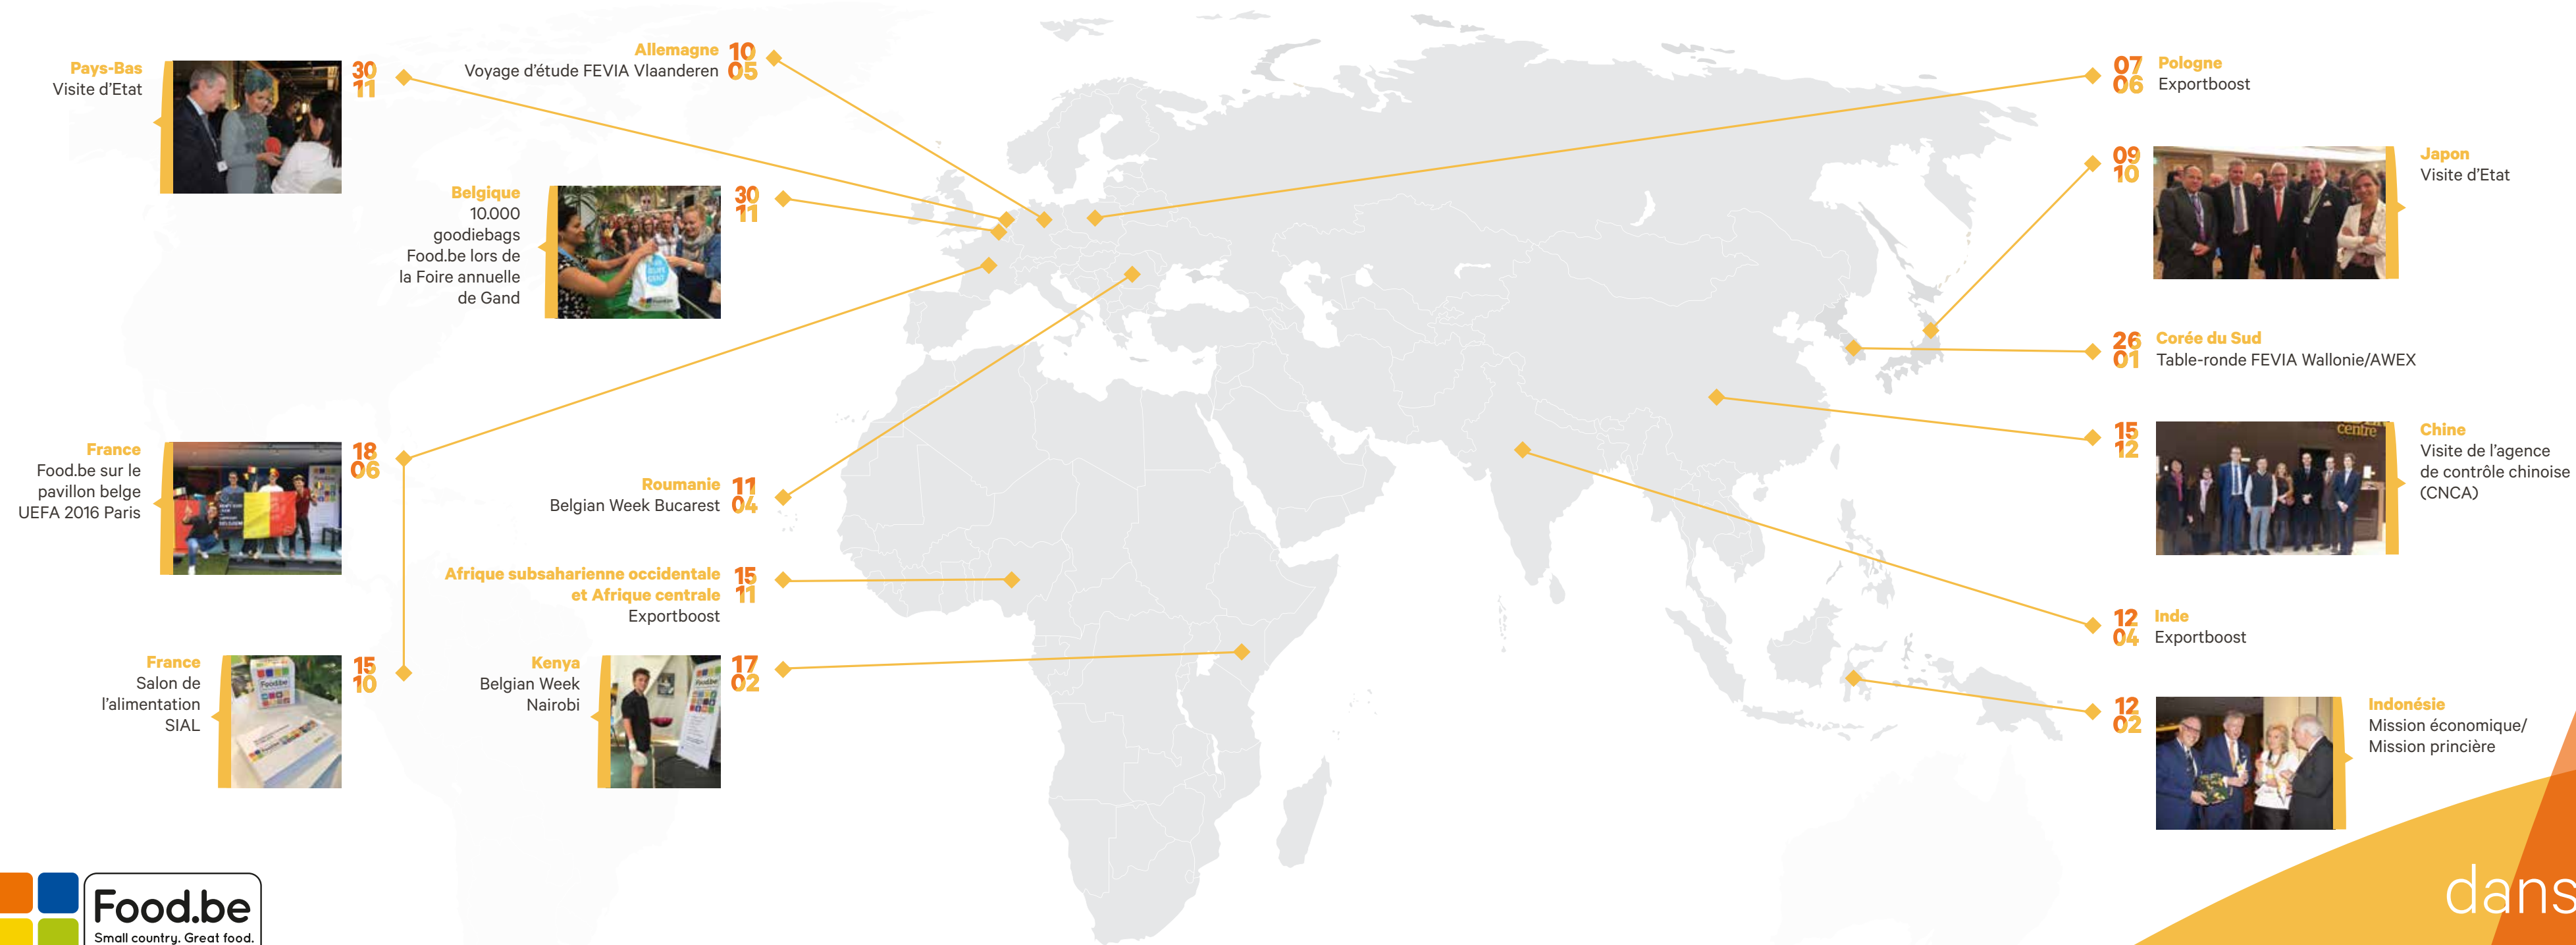 Pays-Bas
Visite d'Etat
30
11
Allemagne
Voyage d'étude FEVIA Vlaanderen
10
05
Belgique
10.000
goodiebags
Food.be lors de
la Foire annuelle
de Gand
30
11
France
Food.be sur le
pavillon belge
UEFA 2016 Paris
18
06
Roumanie
Belgian Week Bucarest
11
04
Afrique subsaharienne occidentale
et Afrique centrale
Exportboost
15
11
France
Salon de
l'alimentation
SIAL
15
10
Kenya
Belgian Week
Nairobi
17
02
07
06
Pologne
Exportboost
09
10
Japon
Visite d'Etat
26
01
Corée du Sud
Table-ronde FEVIA Wallonie/AWEX
15
12
centre
Chine
Visite de l'agence
de contrôle chinoise
(CNCA)
12
04
Inde
Exportboost
12
02
Indonésie
Mission économique/
Mission princière
Food.be
Small country. Great food.
dans